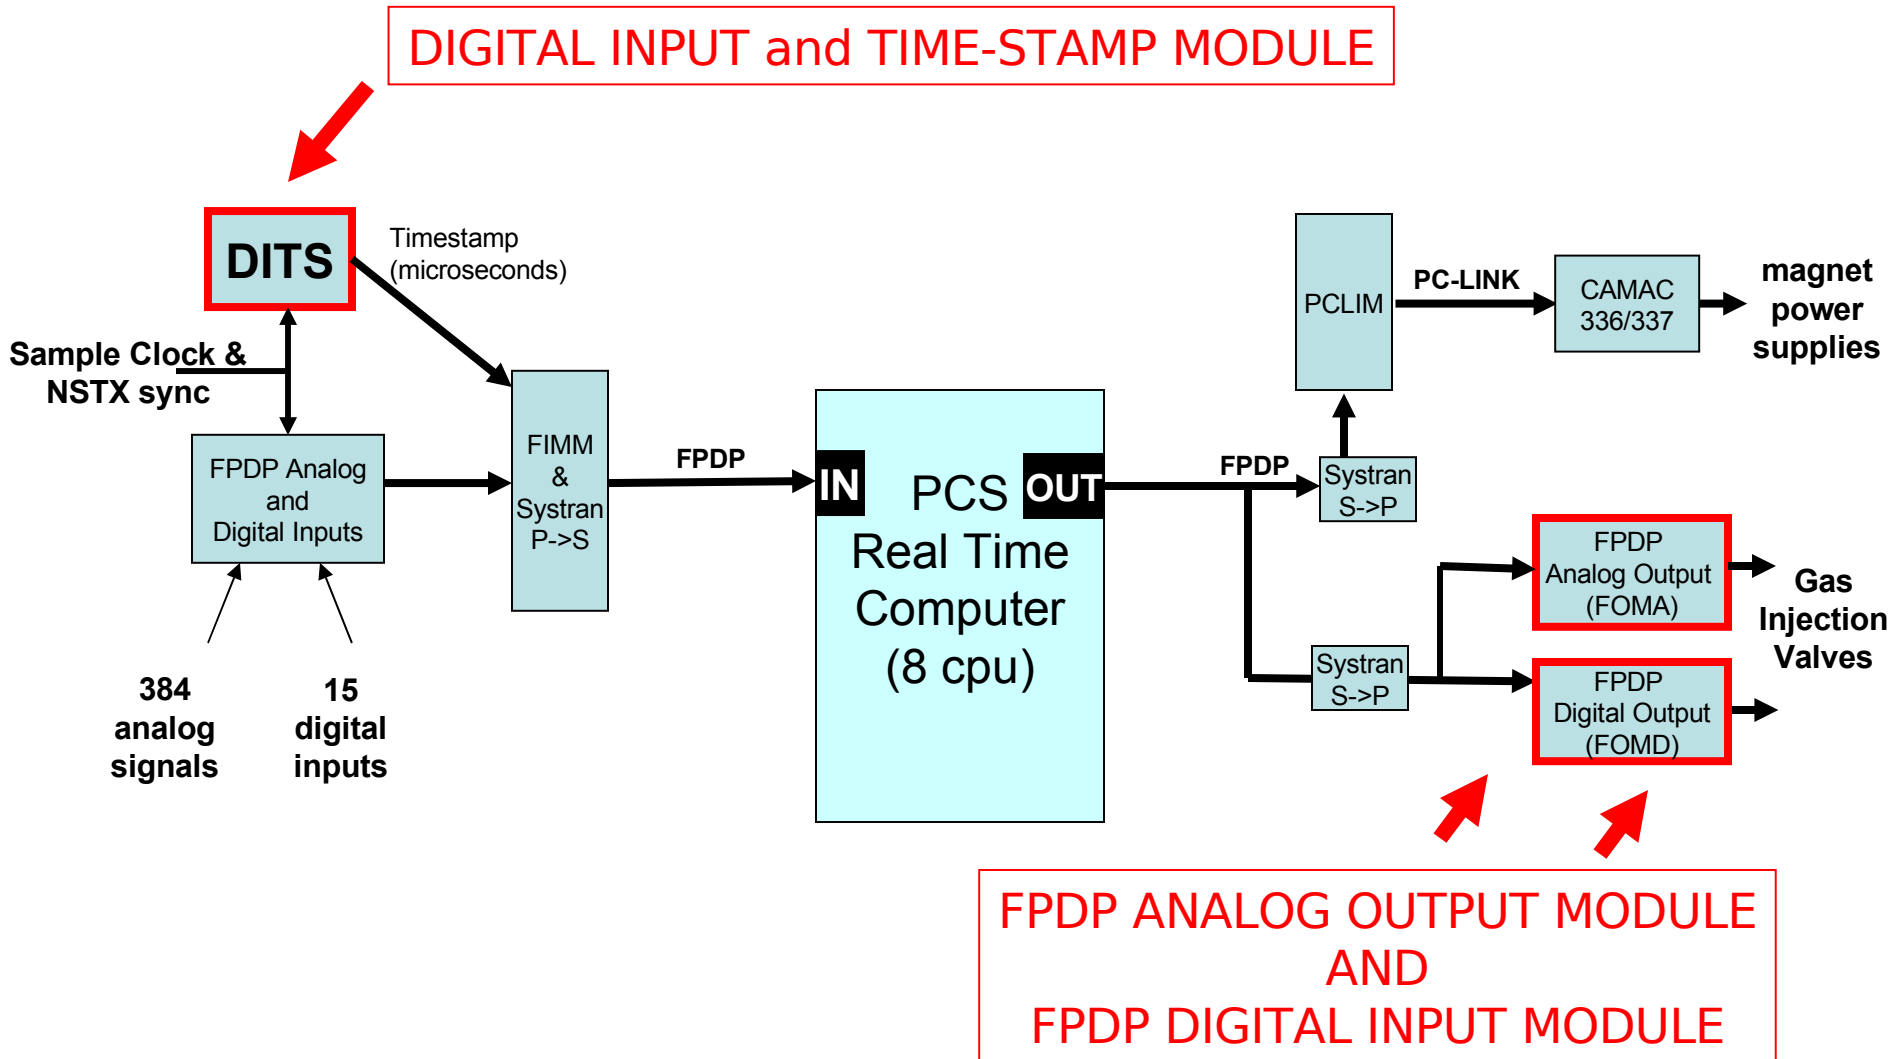 DIGITAL INPUT and TIME-STAMP MODULE
DITS
Timestamp
(microseconds)
Sample Clock &
NSTX sync
FPDP Analog
and
Digital Inputs
384
analog
signals
15
digital
inputs
FIMM
&
Systran
P->S
FPDP
IN
PCS
OUT
Real Time
Computer
(8 cpu)
FPDP
Systran
S->P
PCLIM
PC-LINK
CAMAC
336/337
magnet
power
supplies
Systran
S->P
FPDP
Analog Output
(FOMA)
FPDP
Digital Output
(FOMD)
Gas
Injection
Valves
FPDP ANALOG OUTPUT MODULE
AND
FPDP DIGITAL INPUT MODULE